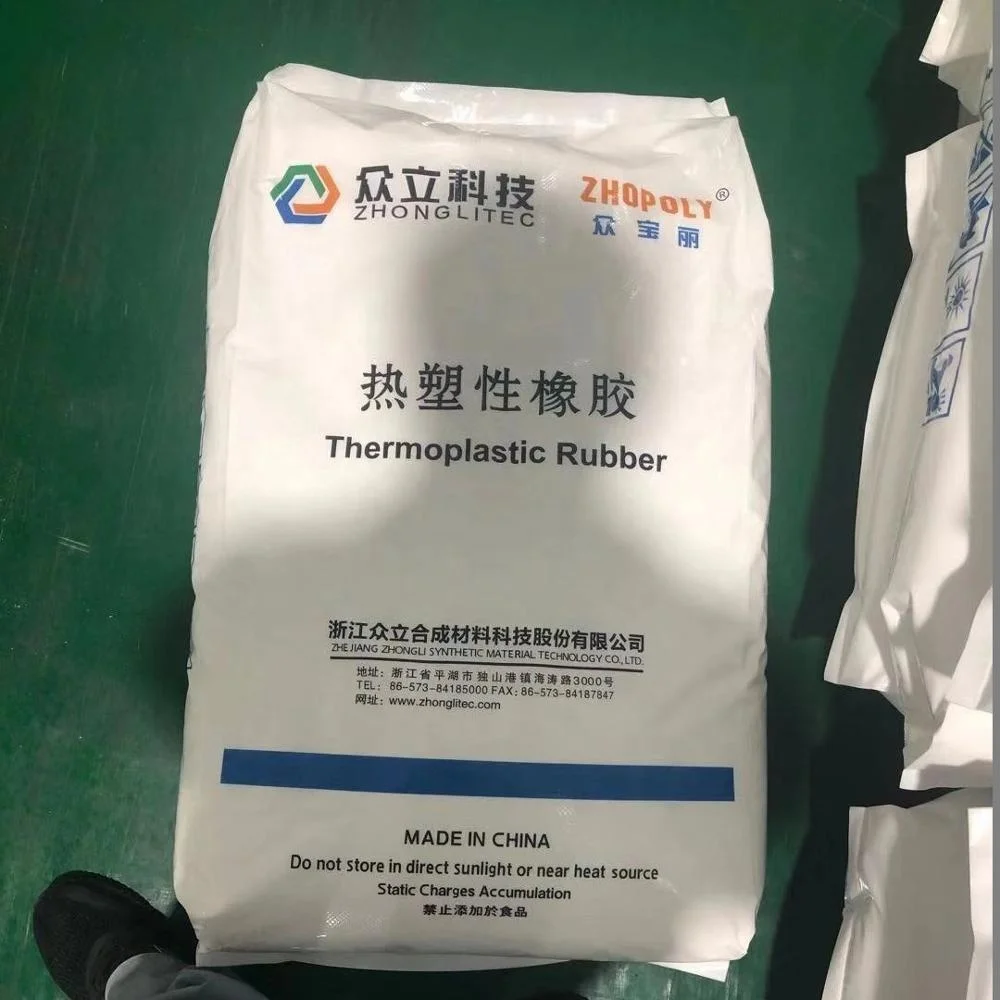 众立科技
ZHONGLITEC
ZHOPOLY®
众宝丽
热塑性橡胶
Thermoplastic Rubber
浙江众立合成材料科技股份有限公司
ZHEJIANG ZHONGLI SYNTHETIC MATERIAL TECHNOLOGY CO., LTD.
地址：浙江省平湖市独山港镇海涛路3000号
TEL: 86-573-84185000 FAX: 86-573-84187847
网址：www.zhonglitec.com
MADE IN CHINA
Do not store in direct sunlight or near heat source
Static Charges Accumulation
禁止添加於食品